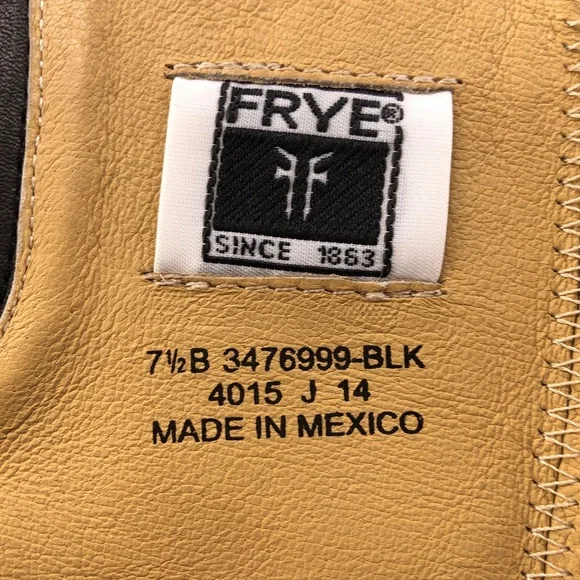 FRYE®
SINCE 1863
7½B 3476999-BLK
4015 J 14
MADE IN MEXICO